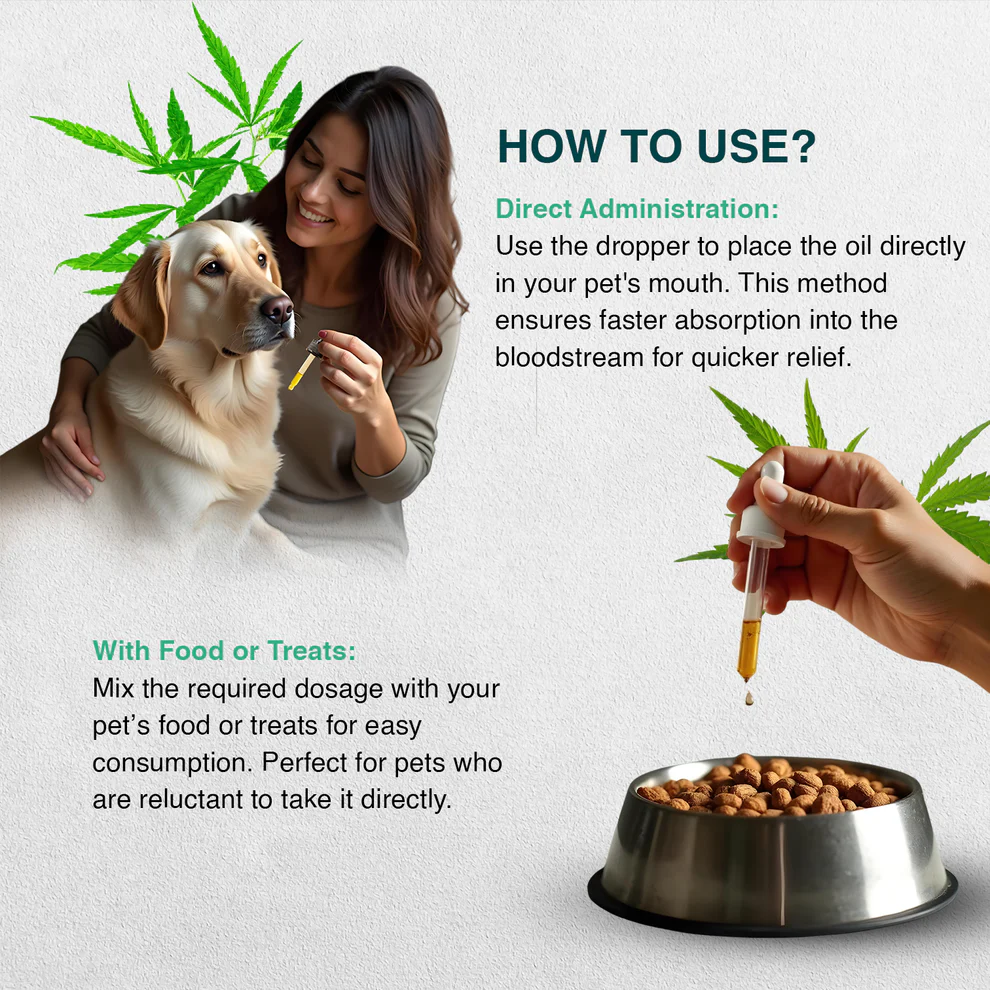 HOW TO USE?
Direct Administration:
Use the dropper to place the oil directly
in your pet's mouth. This method
ensures faster absorption into the
bloodstream for quicker relief.
With Food or Treats:
Mix the required dosage with your
pet’s food or treats for easy
consumption. Perfect for pets who
are reluctant to take it directly.